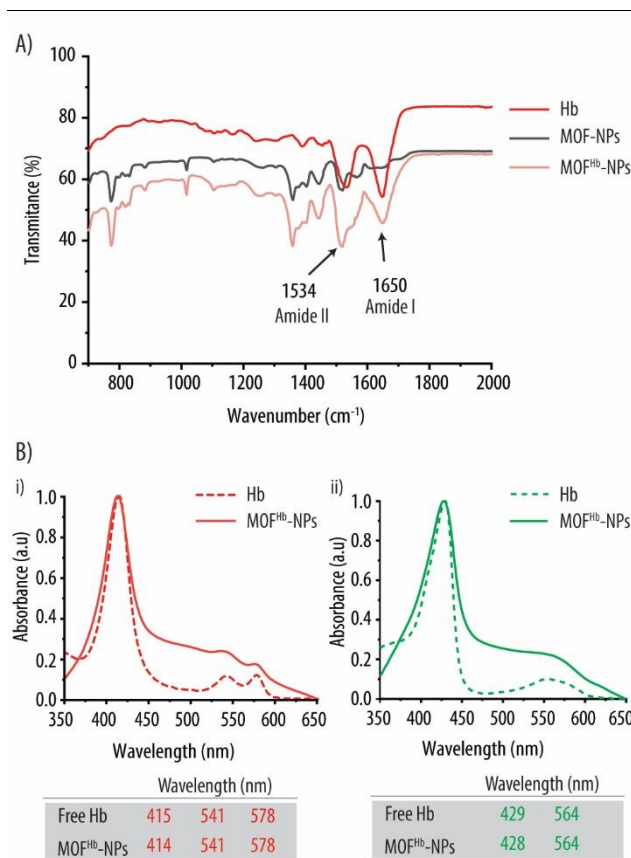 A)
100
80
60
40
20
0
Transmitance (%)
Hb
MOF-NPs
MOFHb-NPs
1534
Amide II
1650
Amide I
800 1000 1200 1400 1600 1800 2000
Wavenumber (cm-1)
B)
i)
Hb
MOFHb-NPs
1.0
0.8
0.6
0.4
0.2
0.0
Absorbance (a.u)
350 400 450 500 550 600 650
Wavelength (nm)
Wavelength (nm)
Free Hb 415 541 578
MOFHb-NPs 414 541 578
ii)
Hb
MOFHb-NPs
1.0
0.8
0.6
0.4
0.2
0.0
Absorbance (a.u)
350 400 450 500 550 600 650
Wavelength (nm)
Wavelength (nm)
Free Hb 429 564
MOFHb-NPs 428 564